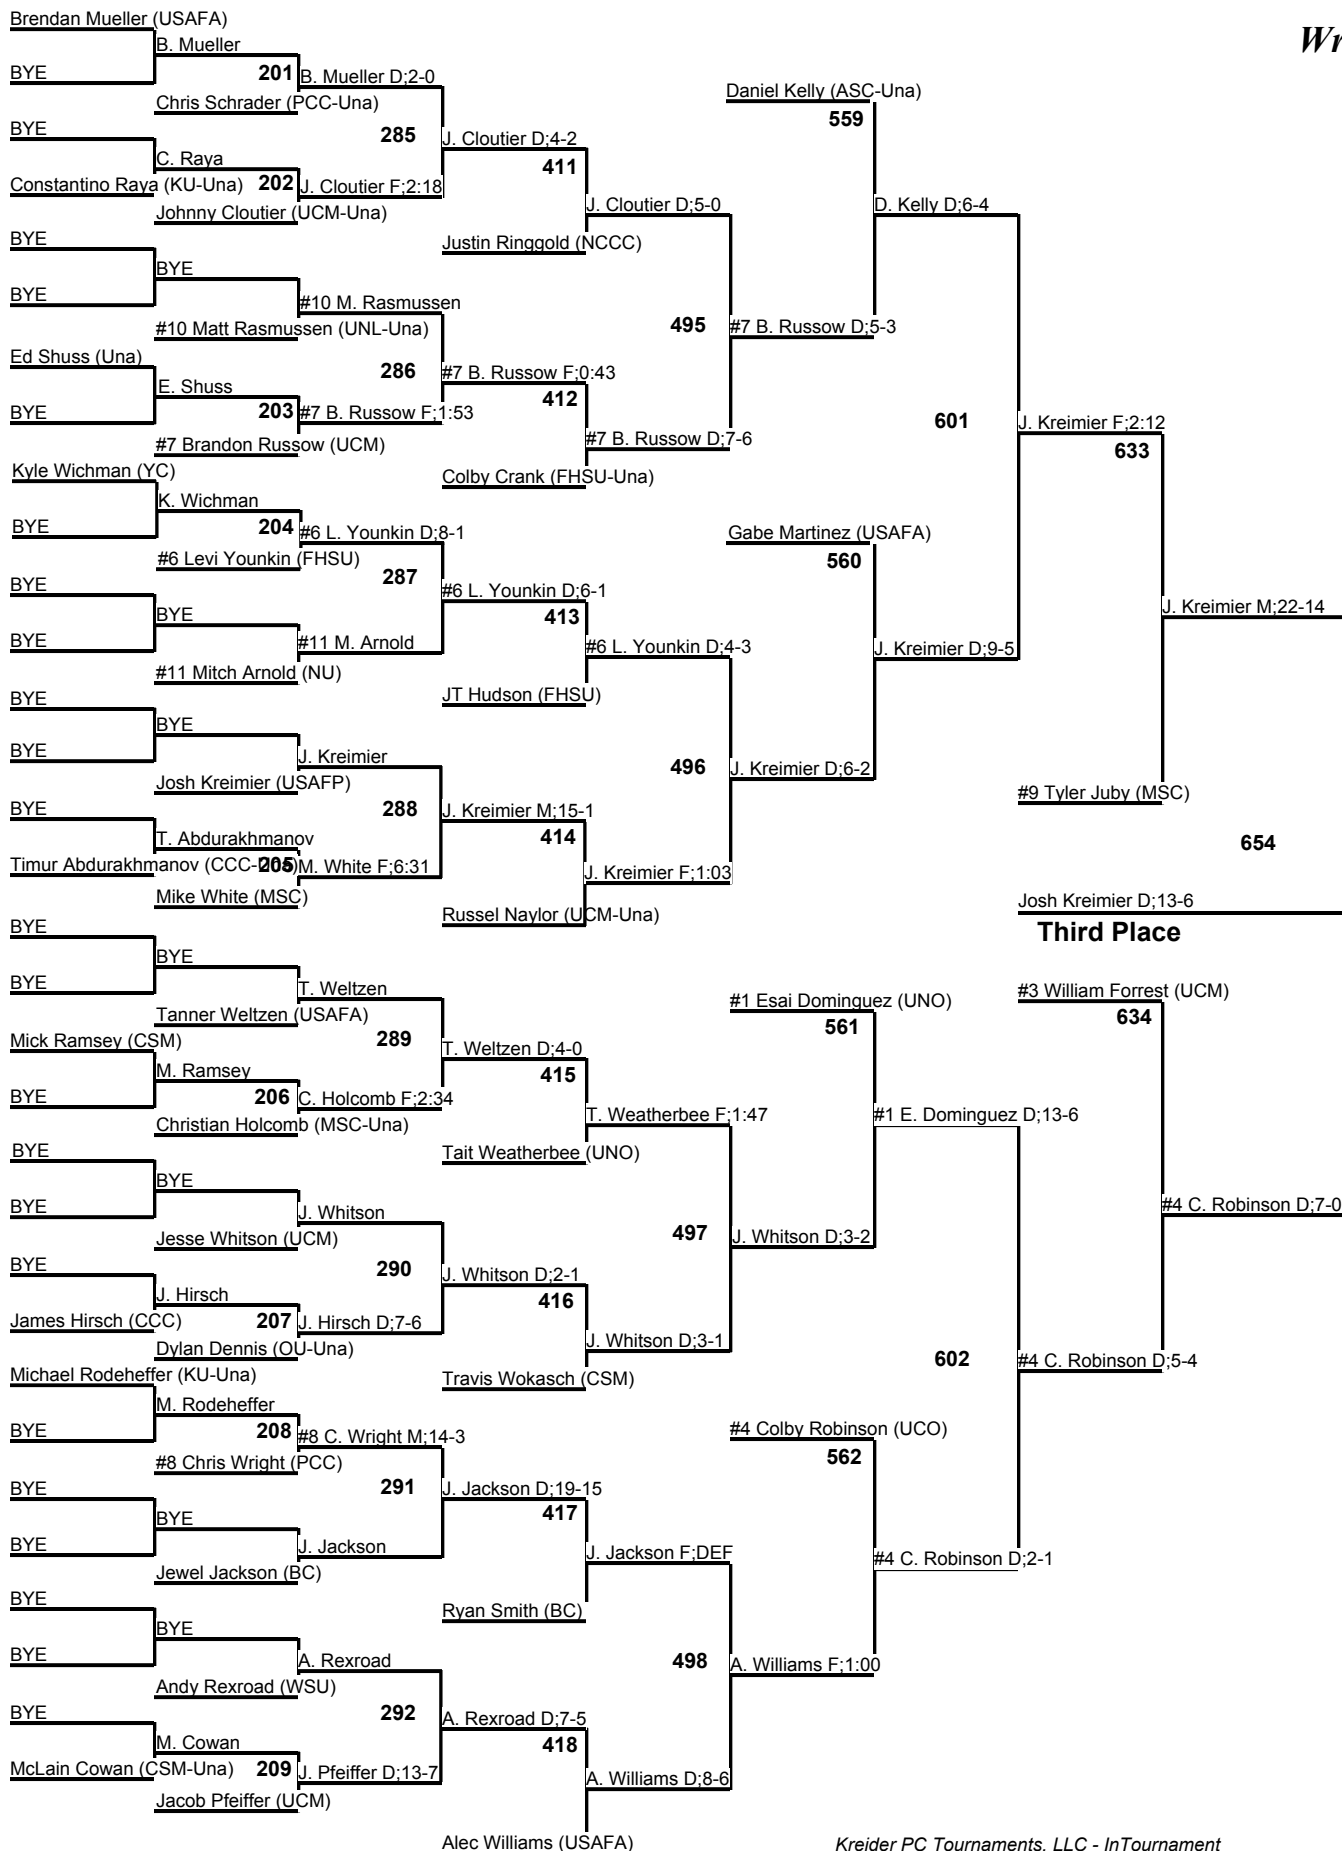 Brendan Mueller (USAFA)
Wr
B. Mueller
BYE
201
B. Mueller D;2-0
Chris Schrader (PCC-Una)
Daniel Kelly (ASC-Una)
559
BYE
285
J. Cloutier D;4-2
C. Raya
411
Constantino Raya (KU-Una)
202
J. Cloutier F;2:18
Johnny Cloutier (UCM-Una)
J. Cloutier D;5-0
D. Kelly D;6-4
BYE
Justin Ringgold (NCCC)
BYE
BYE
#10 M. Rasmussen
#10 Matt Rasmussen (UNL-Una)
495
#7 B. Russow D;5-3
Ed Shuss (Una)
286
#7 B. Russow F;0:43
E. Shuss
412
BYE
203
#7 B. Russow F;1:53
601
J. Kreimier F;2:12
#7 Brandon Russow (UCM)
#7 B. Russow D;7-6
633
Kyle Wichman (YC)
Colby Crank (FHSU-Una)
K. Wichman
BYE
204
#6 L. Younkin D;8-1
Gabe Martinez (USAFA)
#6 Levi Younkin (FHSU)
560
BYE
287
#6 L. Younkin D;6-1
J. Kreimier M;22-14
BYE
413
BYE
#11 M. Arnold
#6 L. Younkin D;4-3
J. Kreimier D;9-5
#11 Mitch Arnold (NU)
JT Hudson (FHSU)
BYE
BYE
BYE
J. Kreimier
496
J. Kreimier D;6-2
Josh Kreimier (USAFP)
#9 Tyler Juby (MSC)
BYE
288
J. Kreimier M;15-1
T. Abdurakhmanov
414
654
Timur Abdurakhmanov (CCC-Una)
205
M. White F;6:31
J. Kreimier F;1:03
Mike White (MSC)
Josh Kreimier D;13-6
Russel Naylor (UCM-Una)
Third Place
BYE
BYE
BYE
T. Weltzen
#3 William Forrest (UCM)
Tanner Weltzen (USAFA)
#1 Esai Dominguez (UNO)
634
Mick Ramsey (CSM)
289
561
T. Weltzen D;4-0
M. Ramsey
415
BYE
206
C. Holcomb F;2:34
T. Weatherbee F;1:47
#1 E. Dominguez D;13-6
Christian Holcomb (MSC-Una)
Tait Weatherbee (UNO)
BYE
BYE
BYE
J. Whitson
#4 C. Robinson D;7-0
Jesse Whitson (UCM)
497
J. Whitson D;3-2
BYE
290
J. Whitson D;2-1
J. Hirsch
416
James Hirsch (CCC)
207
J. Hirsch D;7-6
J. Whitson D;3-1
Dylan Dennis (OU-Una)
602
#4 C. Robinson D;5-4
Michael Rodeheffer (KU-Una)
Travis Wokasch (CSM)
M. Rodeheffer
BYE
208
#8 C. Wright M;14-3
#4 Colby Robinson (UCO)
#8 Chris Wright (PCC)
562
BYE
291
J. Jackson D;19-15
BYE
417
BYE
J. Jackson
J. Jackson F;DEF
#4 C. Robinson D;2-1
Jewel Jackson (BC)
BYE
Ryan Smith (BC)
BYE
BYE
A. Rexroad
498
A. Williams F;1:00
Andy Rexroad (WSU)
BYE
292
A. Rexroad D;7-5
M. Cowan
418
McLain Cowan (CSM-Una)
209
J. Pfeiffer D;13-7
A. Williams D;8-6
Jacob Pfeiffer (UCM)
Alec Williams (USAFA)
Kreider PC Tournaments, LLC - InTournament